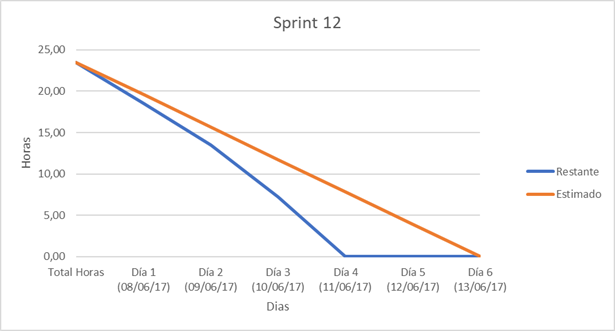 Sprint 12
25,00
20,00
15,00
10,00
5,00
0,00
Horas
Total Horas
Día 1
(08/06/17)
Día 2
(09/06/17)
Día 3
(10/06/17)
Día 4
(11/06/17)
Día 5
(12/06/17)
Día 6
(13/06/17)
Dias
Restante
Estimado